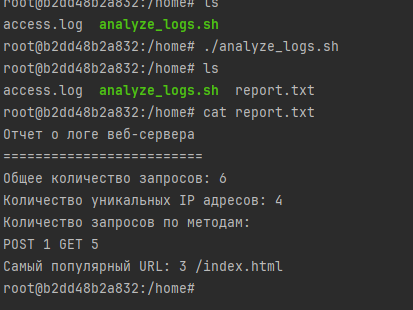 root@b2dd48b2a832:/home# ls
access.log  analyze_logs.sh
root@b2dd48b2a832:/home# ./analyze_logs.sh
root@b2dd48b2a832:/home# ls
access.log  analyze_logs.sh  report.txt
root@b2dd48b2a832:/home# cat report.txt
Отчет о логе веб-сервера
=========================
Общее количество запросов: 6
Количество уникальных IP адресов: 4
Количество запросов по методам:
POST 1 GET 5
Самый популярный URL: 3 /index.html
root@b2dd48b2a832:/home#